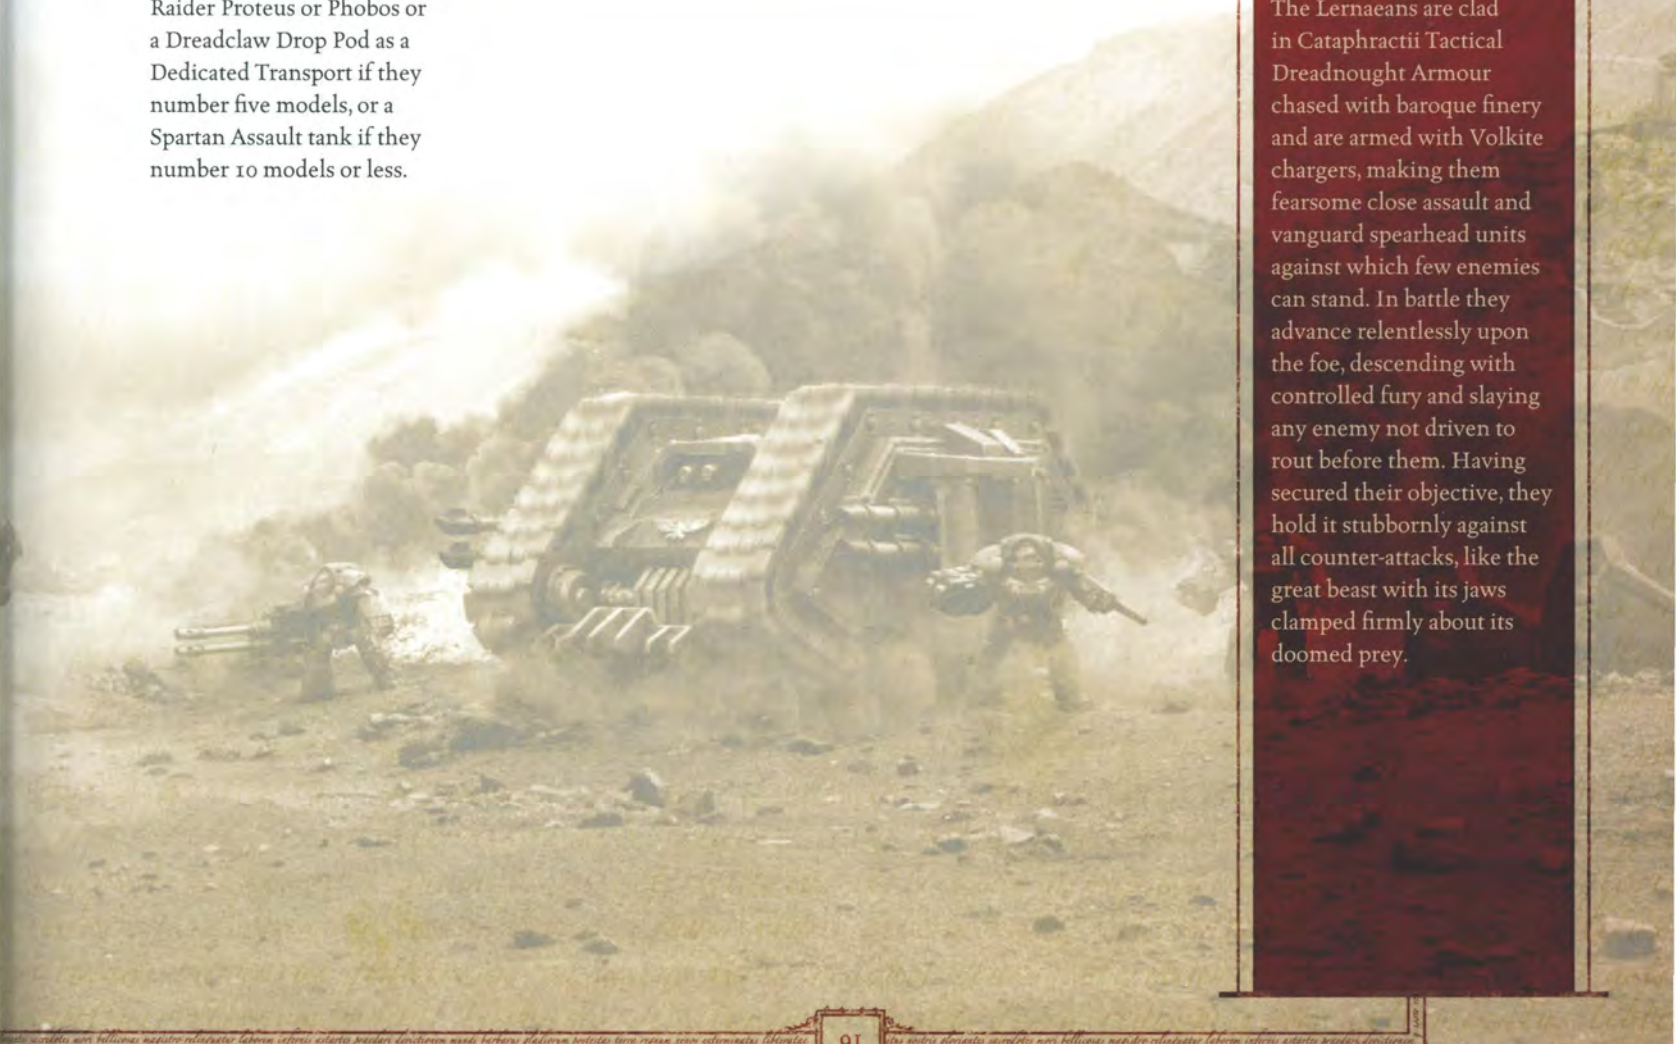 Raider Proteus or Phobos or
a Dreadclaw Drop Pod as a
Dedicated Transport if they
number five models, or a
Spartan Assault tank if they
number 10 models or less.
The Lernaeans are clad
in Cataphractii Tactical
Dreadnought Armour
chased with baroque finery
and are armed with Volkite
chargers, making them
fearsome close assault and
vanguard spearhead units
against which few enemies
can stand. In battle they
advance relentlessly upon
the foe, descending with
controlled fury and slaying
any enemy not driven to
rout before them. Having
secured their objective, they
hold it stubbornly against
all counter-attacks, like the
great beast with its jaws
clamped firmly about its
doomed prey.
91